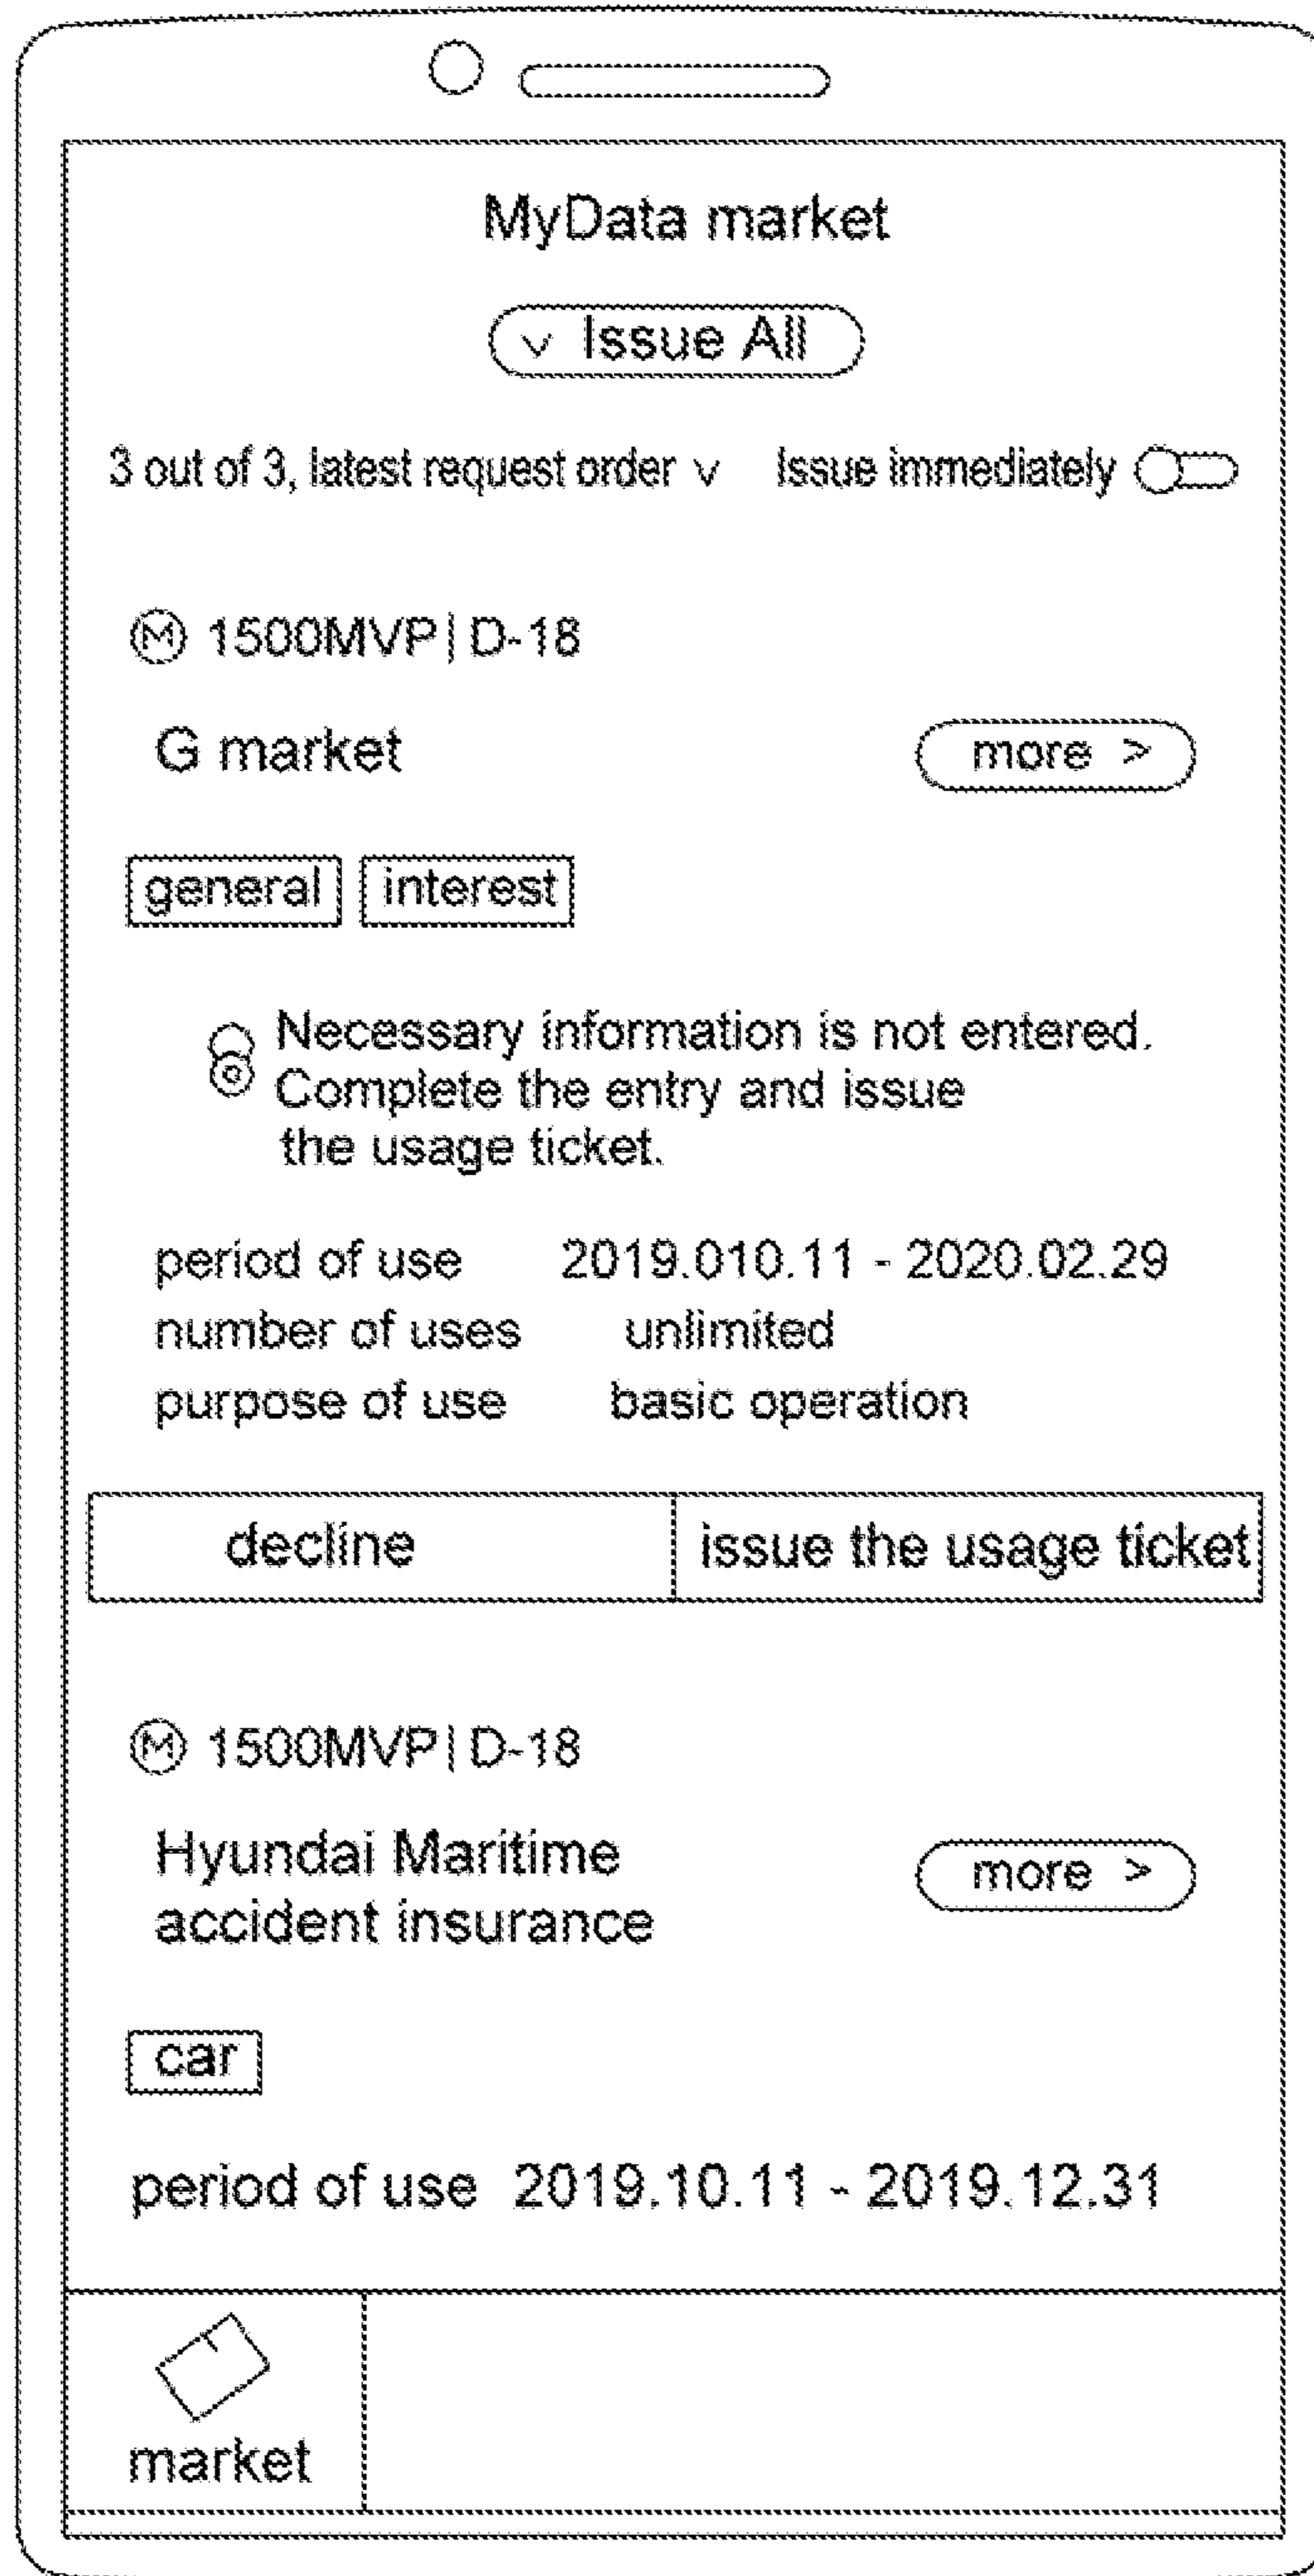 MyData market
v Issue All
3 out of 3, latest request order v Issue immediately
M 1500MVP| D-18
G market more >
general interest
Necessary information is not entered.
Complete the entry and issue
the usage ticket.
period of use 2019.010.11 - 2020.02.29
number of uses unlimited
purpose of use basic operation
decline issue the usage ticket
M 1500MVP| D-18
Hyundai Maritime
accident insurance more >
car
period of use 2019.10.11 - 2019.12.31
market